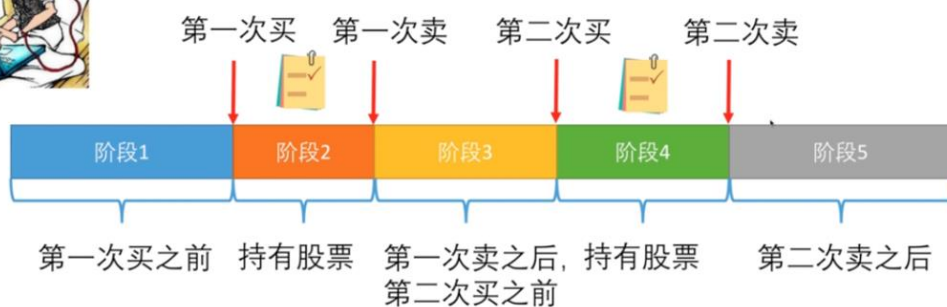 第一次买 第一次卖 第二次买 第二次卖
阶段1 阶段2 阶段3 阶段4 阶段5
第一次买之前 持有股票 第一次卖之后, 持有股票 第二次卖之后
第二次买之前